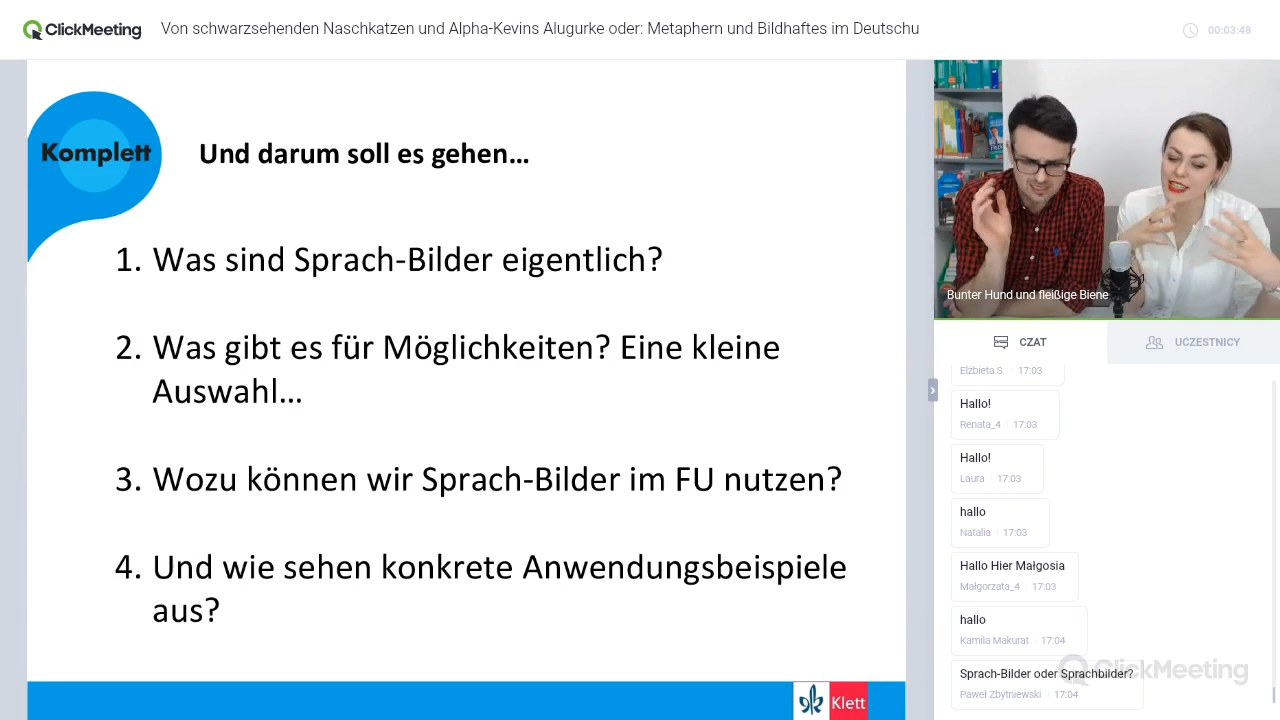 ClickMeeting
Von schwarzsehenden Naschkatzen und Alpha-Kevins Alugurke oder: Metaphern und Bildhaftes im Deutschu
00:03:48
Komplett
Und darum soll es gehen...
1. Was sind Sprach-Bilder eigentlich?
2. Was gibt es für Möglichkeiten? Eine kleine
Auswahl...
3. Wozu können wir Sprach-Bilder im FU nutzen?
4. Und wie sehen konkrete Anwendungsbeispiele
aus?
Klett
Bunter Hund und fleißige Biene
CZAT
UCZESTNICY
Elżbieta S. · 17:03
Hallo!
Renata_4 · 17:03
Hallo!
Laura · 17:03
hallo
Natalia · 17:03
Hallo Hier Małgosia
Małgorzata_4 · 17:03
hallo
Kamila Makurat · 17:04
Sprach-Bilder oder Sprachbilder?
Paweł Zbytniewski · 17:04
ClickMeeting